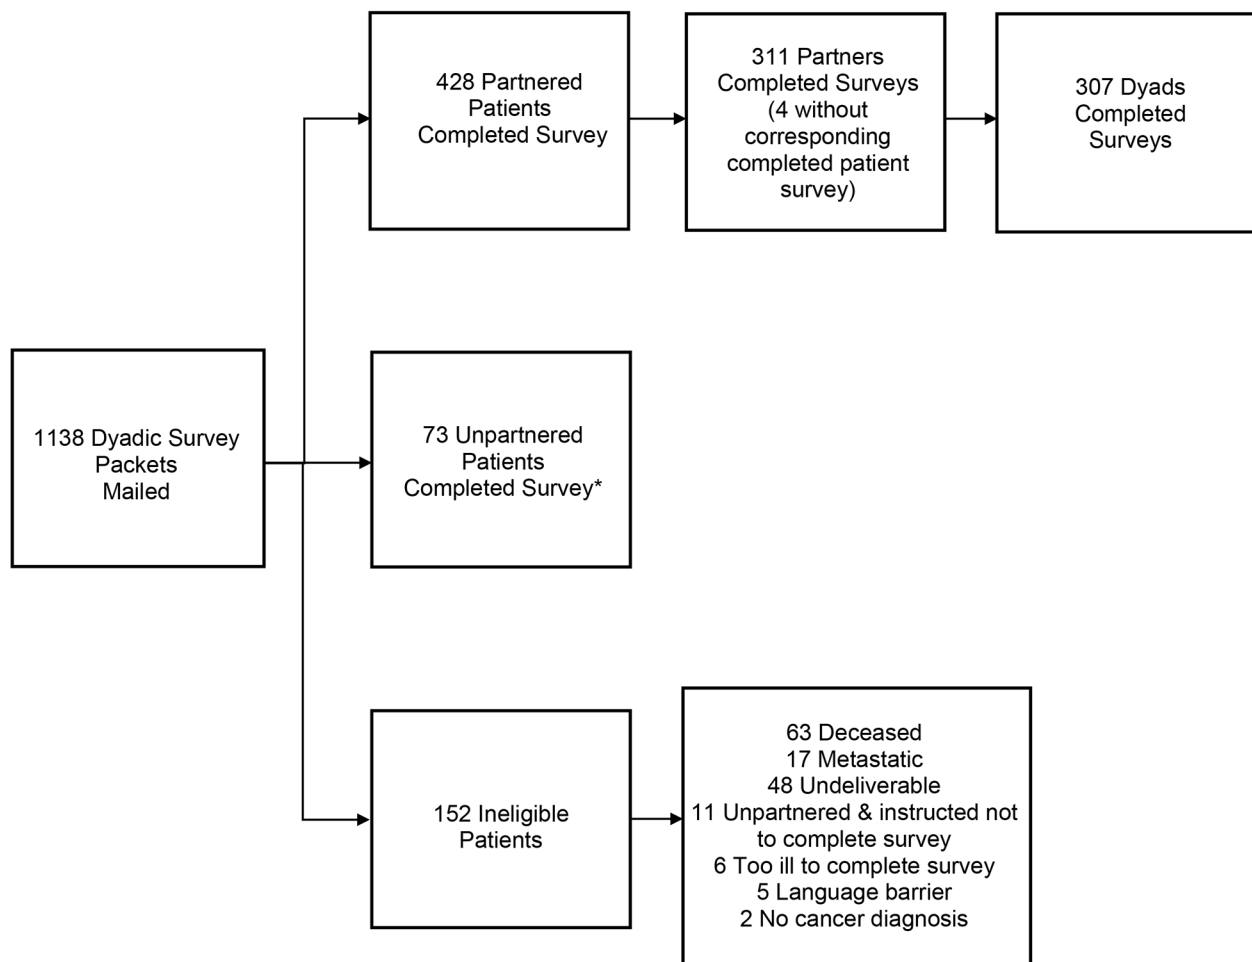 428 Partnered
Patients
Completed Survey
311 Partners
Completed Surveys
(4 without
corresponding
completed patient
survey)
307 Dyads
Completed
Surveys
1138 Dyadic Survey
Packets
Mailed
73 Unpartnered
Patients
Completed Survey*
152 Ineligible
Patients
63 Deceased
17 Metastatic
48 Undeliverable
11 Unpartnered & instructed not
to complete survey
6 Too ill to complete survey
5 Language barrier
2 No cancer diagnosis